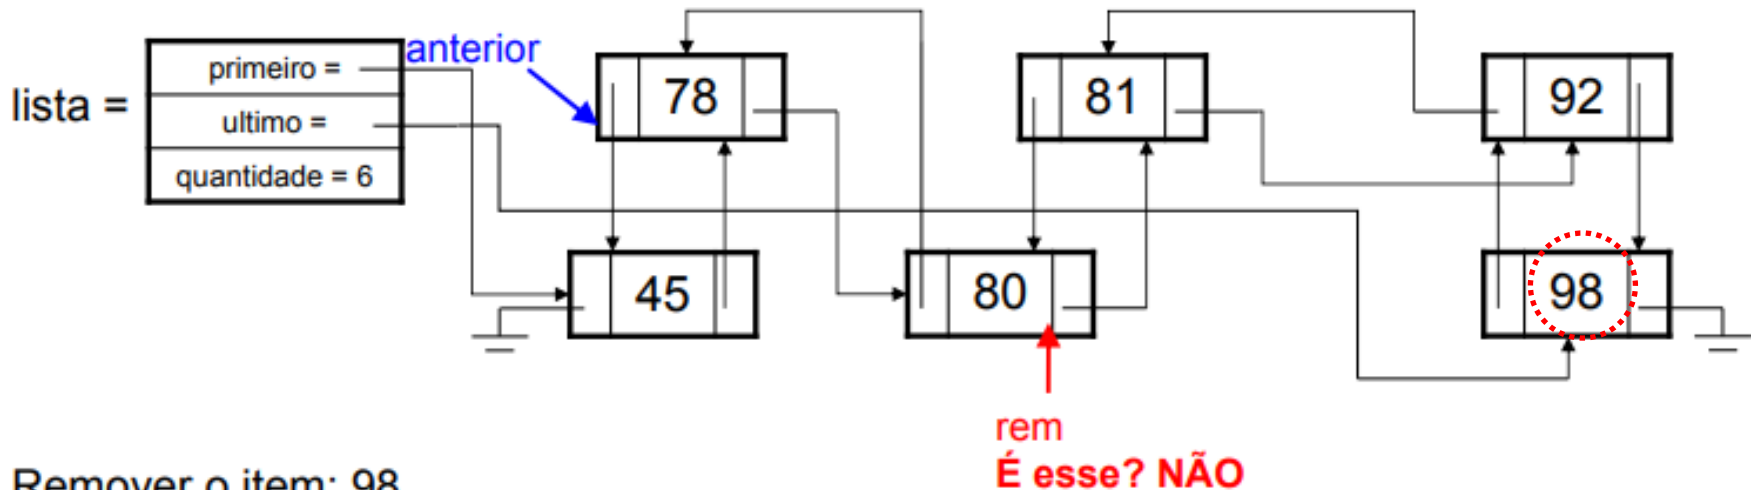 lista =
primeiro =
ultimo =
quantidade = 6
anterior
78
81
92
45
80
98
rem
É esse? NÃO
Remover o item: 98